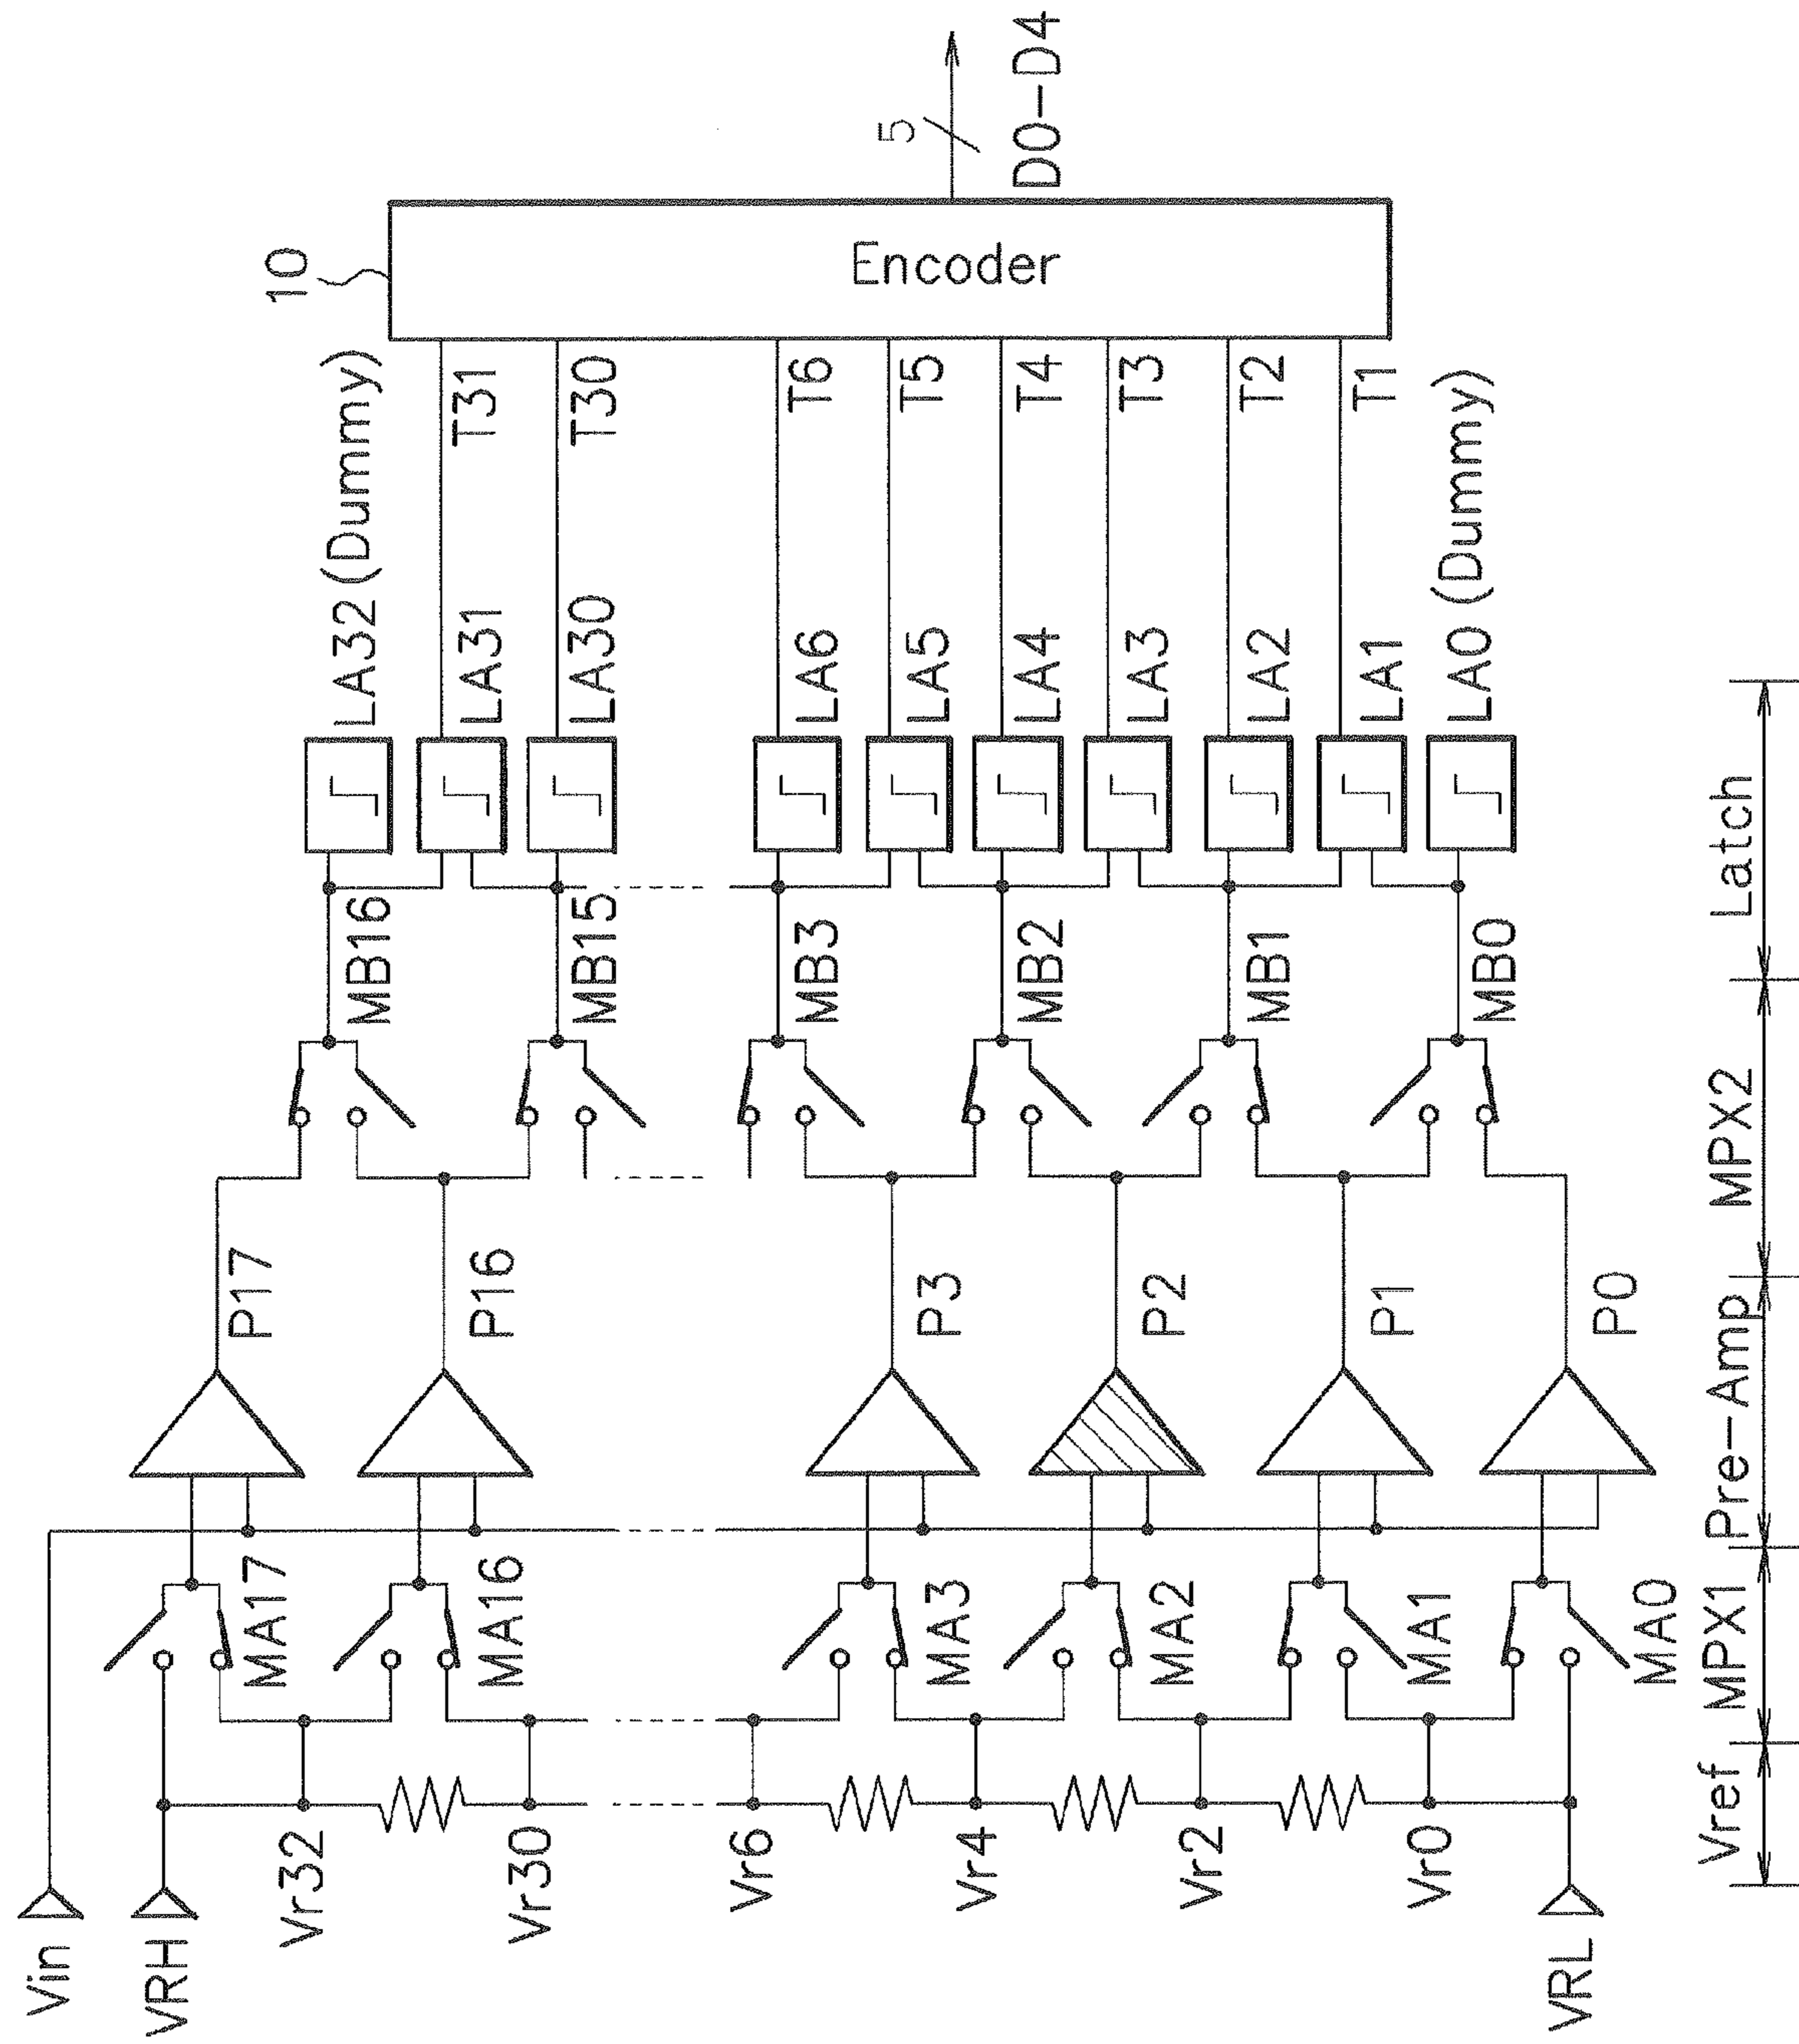 Vin
VRH
Vr32
Vr30
Vr6
Vr4
Vr2
Vr0
VRL
MA17
MA16
MA3
MA2
MA1
MA0
P17
P16
P3
P2
P1
P0
MB16
MB15
MB3
MB2
MB1
MB0
LA32 (Dummy)
LA31
LA30
LA6
LA5
LA4
LA3
LA2
LA1
LA0 (Dummy)
T31
T30
T6
T5
T4
T3
T2
T1
10
Encoder
5
D0-D4
Vref
MPX1
Pre-Amp
MPX2
Latch